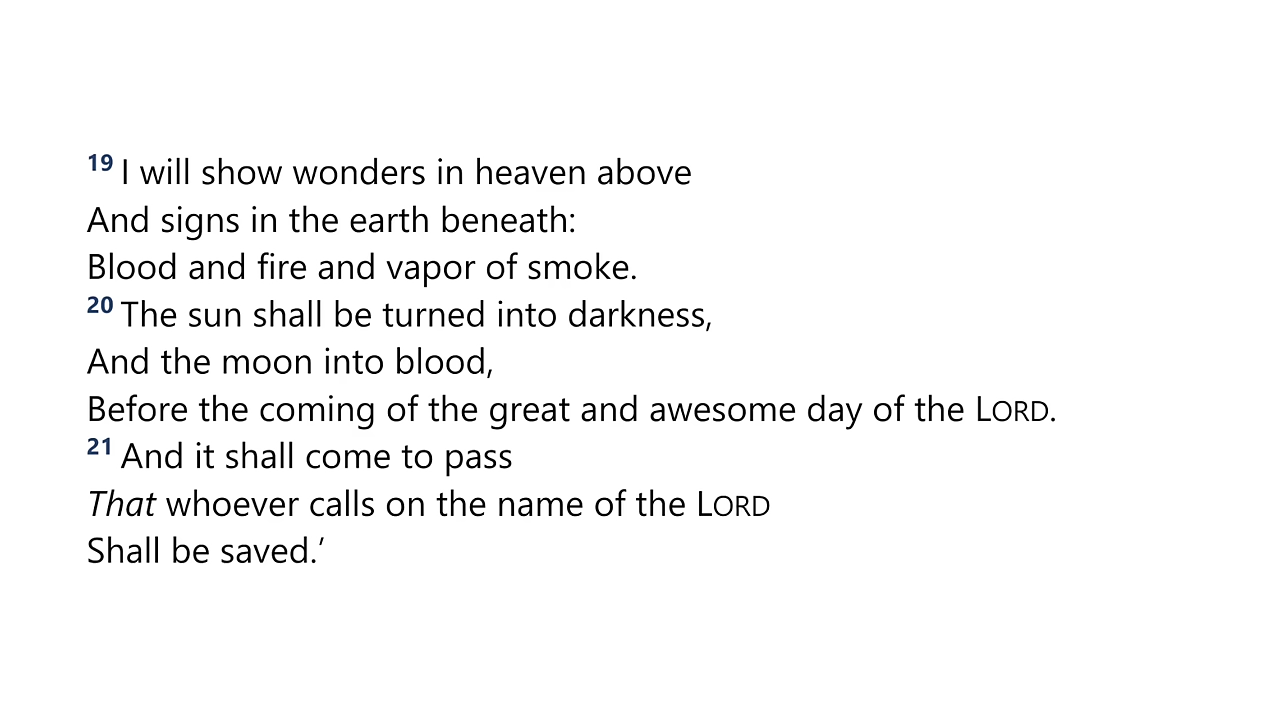 19 I will show wonders in heaven above
And signs in the earth beneath:
Blood and fire and vapor of smoke.
20 The sun shall be turned into darkness,
And the moon into blood,
Before the coming of the great and awesome day of the LORD.
21 And it shall come to pass
That whoever calls on the name of the LORD
Shall be saved.’